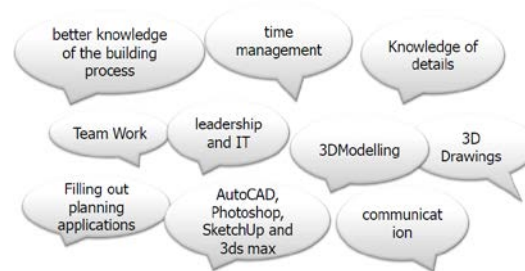 better knowledge
of the building
process
time
management
Knowledge of
details
Team Work
leadership
and IT
3DModelling
3D
Drawings
Filling out
planning
applications
AutoCAD,
Photoshop,
SketchUp and
3ds max
communicat
ion